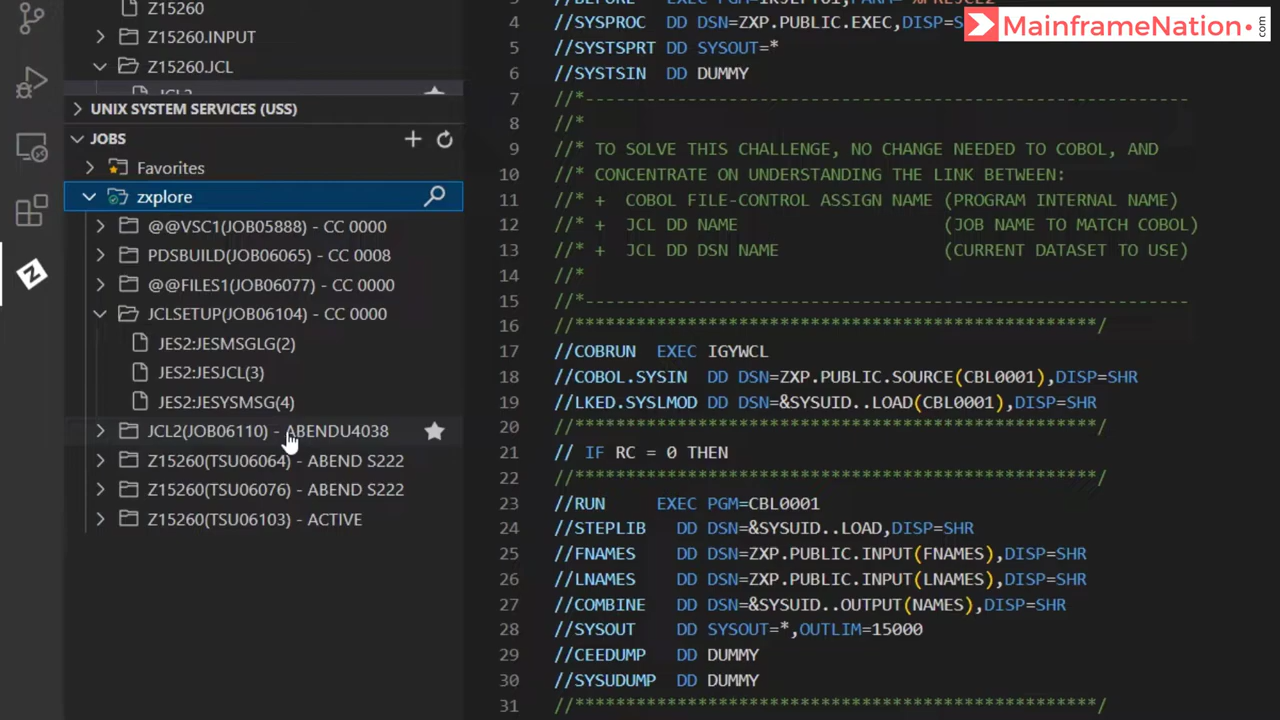 Z15260
Z15260.INPUT
Z15260.JCL
UNIX SYSTEM SERVICES (USS)
JOBS
Favorites
zxplore
@@VSC1(JOB05888) - CC 0000
PDSBUILD(JOB06065) - CC 0008
@@FILES1(JOB06077) - CC 0000
JCLSETUP(JOB06104) - CC 0000
JES2:JESMSGLG(2)
JES2:JESJCL(3)
JES2:JESYSMSG(4)
JCL2(JOB06110) - ABENDU4038
Z15260(TSU06064) - ABEND S222
Z15260(TSU06076) - ABEND S222
Z15260(TSU06103) - ACTIVE
MainframeNation.com
4 //SYSPROC DD DSN=ZXP.PUBLIC.EXEC,DISP=S
5 //SYSTSPRT DD SYSOUT=*
6 //SYSTSIN DD DUMMY
7 //*-----------------------------------------------------------
8 //*
9 //* TO SOLVE THIS CHALLENGE, NO CHANGE NEEDED TO COBOL, AND
10 //* CONCENTRATE ON UNDERSTANDING THE LINK BETWEEN:
11 //* + COBOL FILE-CONTROL ASSIGN NAME (PROGRAM INTERNAL NAME)
12 //* + JCL DD NAME (JOB NAME TO MATCH COBOL)
13 //* + JCL DD DSN NAME (CURRENT DATASET TO USE)
14 //*
15 //*-----------------------------------------------------------
16 //***************************************************/
17 //COBRUN EXEC IGYWCL
18 //COBOL.SYSIN DD DSN=ZXP.PUBLIC.SOURCE(CBL0001),DISP=SHR
19 //LKED.SYSLMOD DD DSN=&SYSUID..LOAD(CBL0001),DISP=SHR
20 //***************************************************/
21 // IF RC = 0 THEN
22 //***************************************************/
23 //RUN EXEC PGM=CBL0001
24 //STEPLIB DD DSN=&SYSUID..LOAD,DISP=SHR
25 //FNAMES DD DSN=ZXP.PUBLIC.INPUT(FNAMES),DISP=SHR
26 //LNAMES DD DSN=ZXP.PUBLIC.INPUT(LNAMES),DISP=SHR
27 //COMBINE DD DSN=&SYSUID..OUTPUT(NAMES),DISP=SHR
28 //SYSOUT DD SYSOUT=*,OUTLIM=15000
29 //CEEDUMP DD DUMMY
30 //SYSUDUMP DD DUMMY
31 //***************************************************/